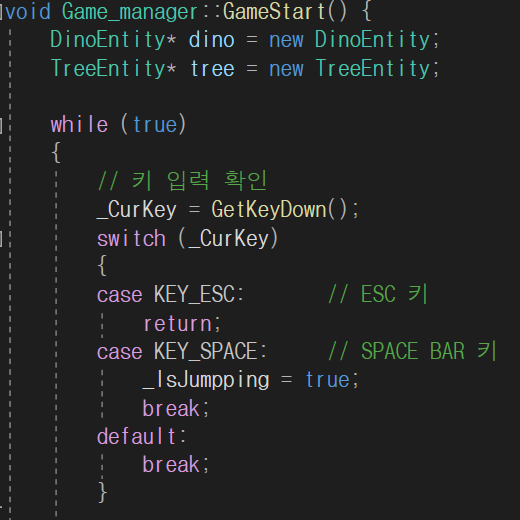 void Game_manager::GameStart() {
DinoEntity* dino = new DinoEntity;
TreeEntity* tree = new TreeEntity;
while (true)
{
// 키 입력 확인
_CurKey = GetKeyDown();
switch (_CurKey)
{
case KEY_ESC: // ESC 키
return;
case KEY_SPACE: // SPACE BAR 키
_IsJumpping = true;
break;
default:
break;
}